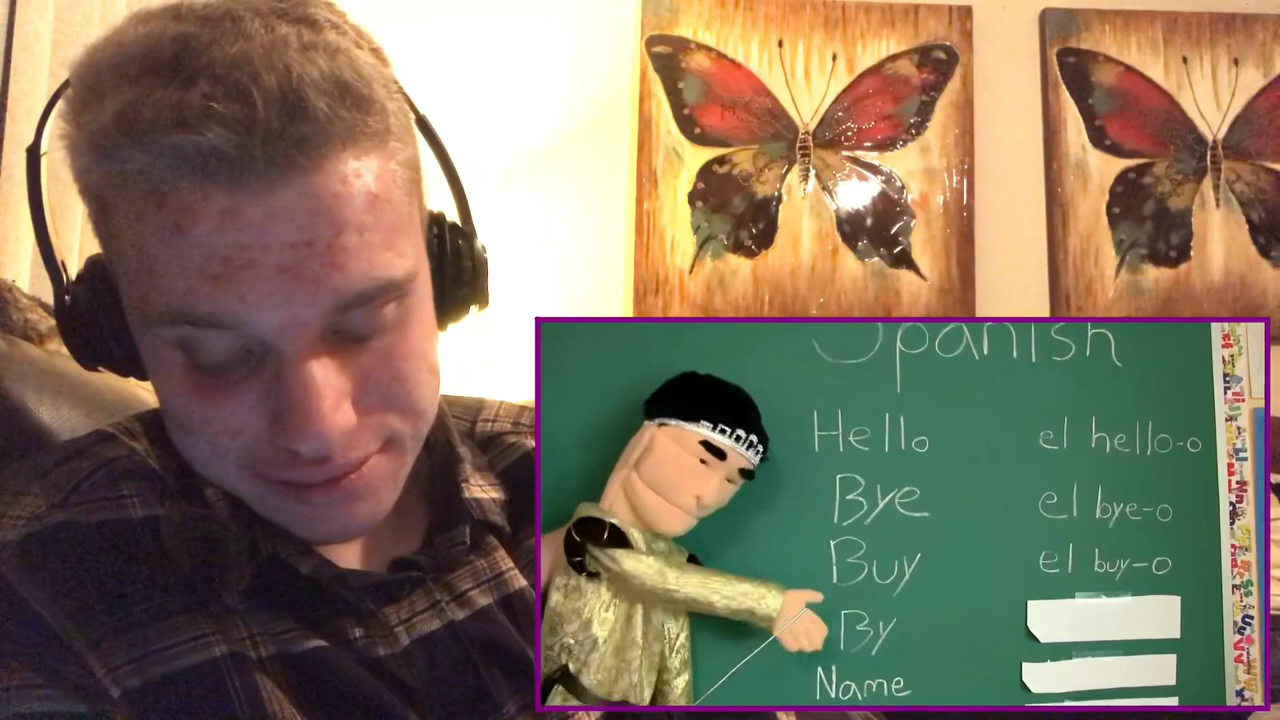 Spanish
Hello el hello-o
Bye el bye-o
Buy el buy-o
By
Name